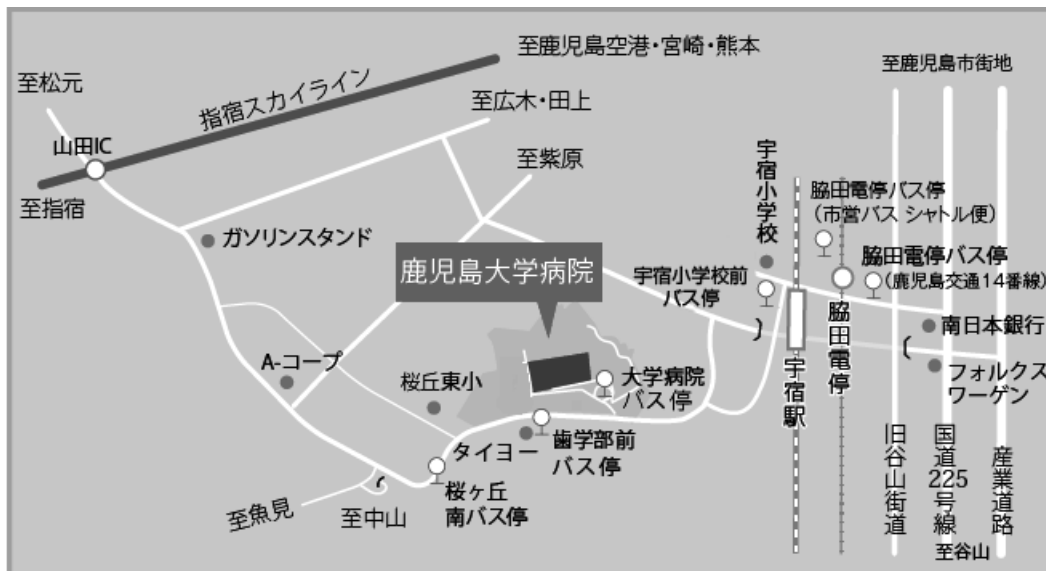 至鹿児島空港・宮崎・熊本
至松元
指宿スカイライン
至広木・田上
至鹿児島市街地
山田IC
至紫原
至指宿
宇宿小学校
脇田電停バス停
(市営バス シャトル便)
ガソリンスタンド
鹿児島大学病院
宇宿小学校前
バス停
脇田電停バス停
(鹿児島交通14番線)
脇田電停
南日本銀行
宇宿駅
フォルクス
ワーゲン
A-コープ
桜丘東小
大学病院
バス停
タイヨー
歯学部前
バス停
桜ヶ丘
南バス停
至魚見
至中山
旧谷山街道
国道225号線
産業道路
至谷山